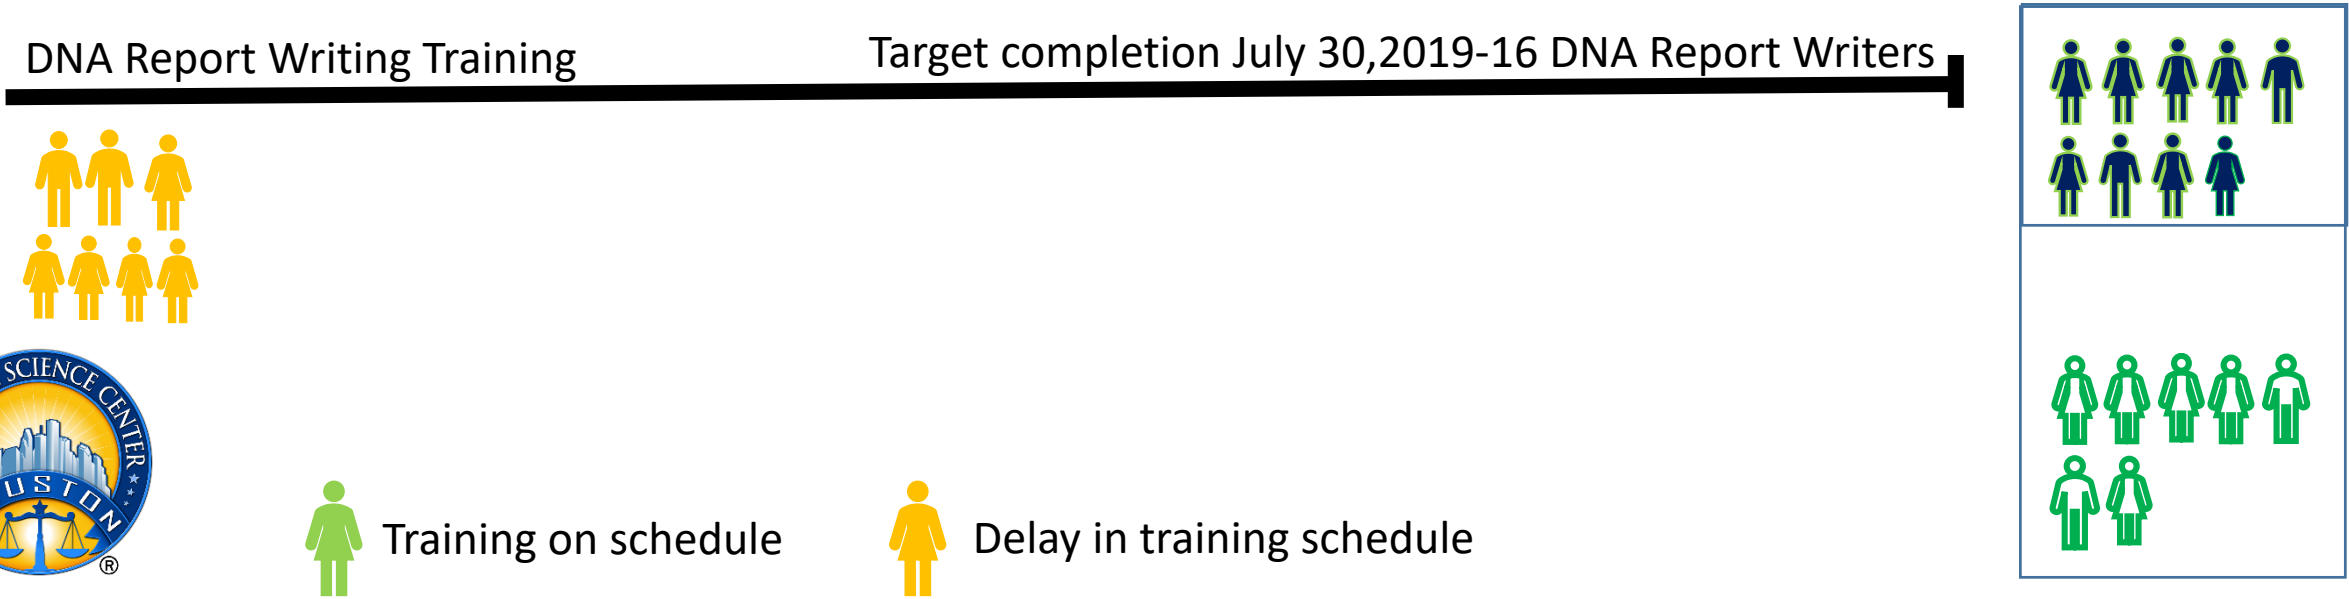 DNA Report Writing Training
Target completion July 30,2019-16 DNA Report Writers
SCIENCE CENTER
USTON
®
Training on schedule
Delay in training schedule